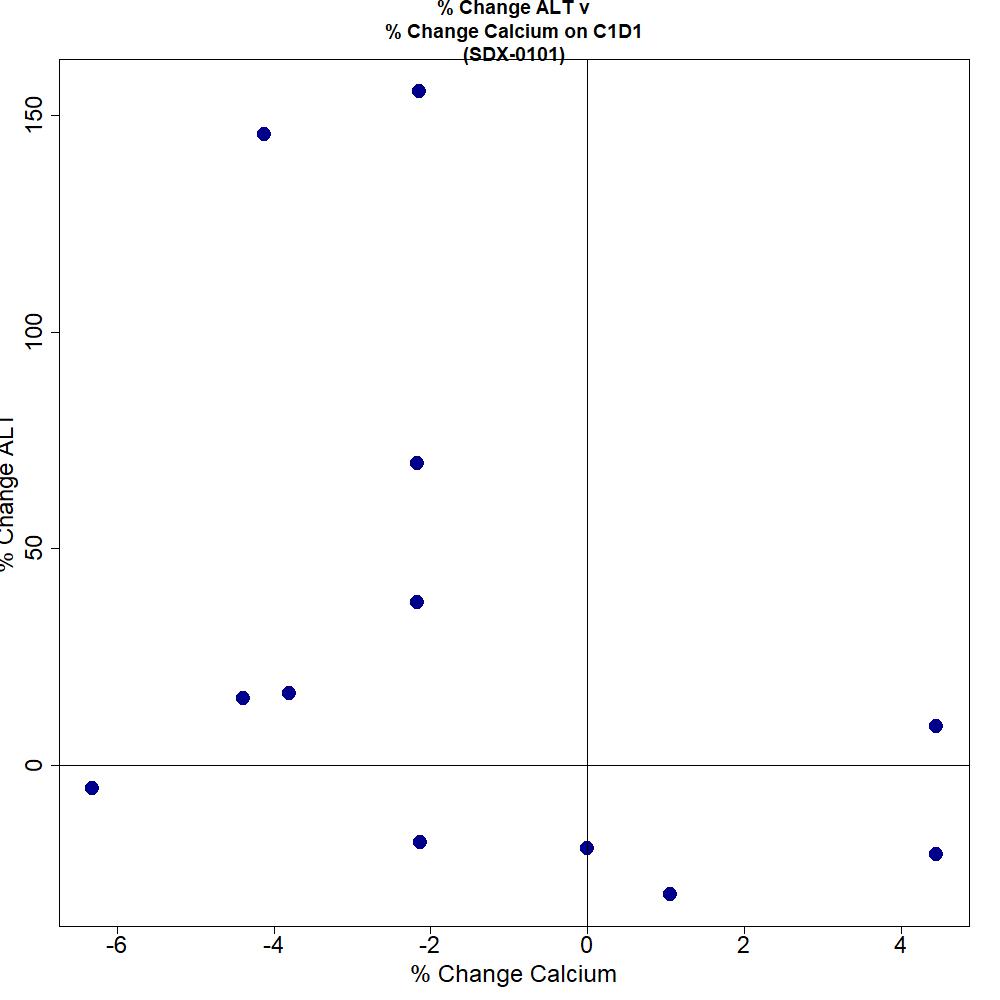 % Change ALT v
% Change Calcium on C1D1
(SDX-0101)
% Change ALT
150
100
50
0
-6
-4
-2
0
2
4
% Change Calcium